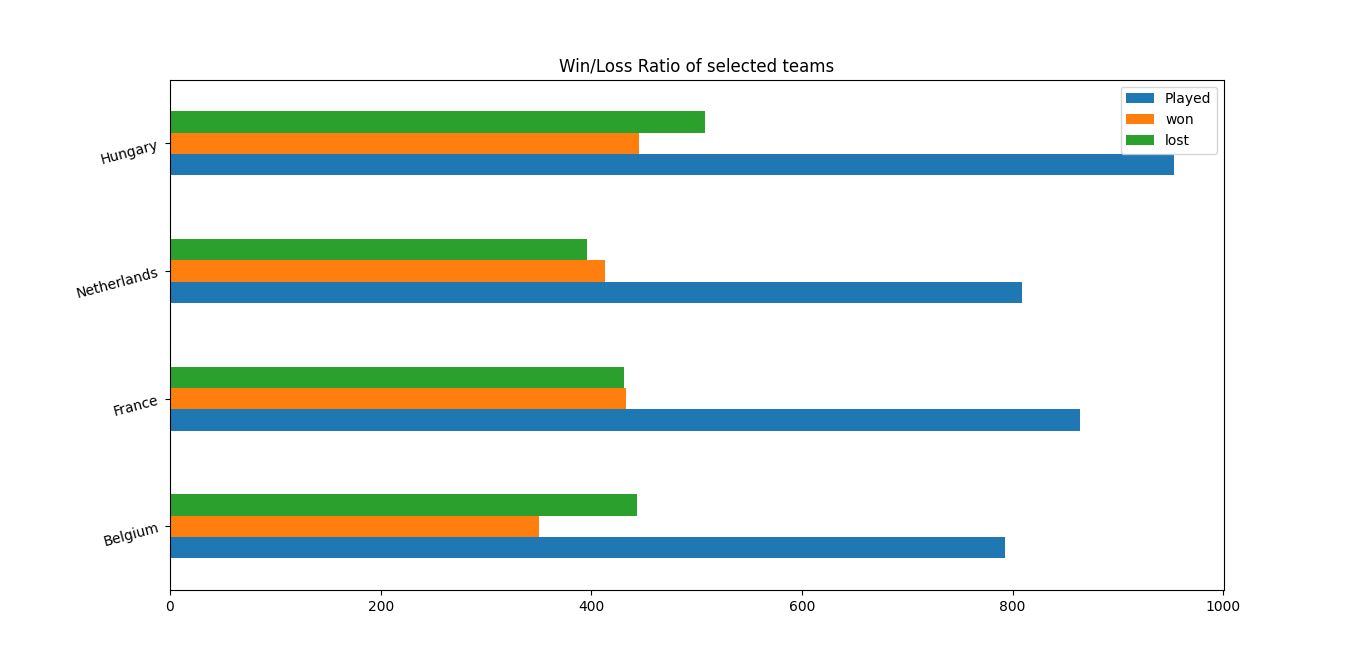 Win/Loss Ratio of selected teams
Played
won
lost
Hungary
Netherlands
France
Belgium
0 200 400 600 800 1000